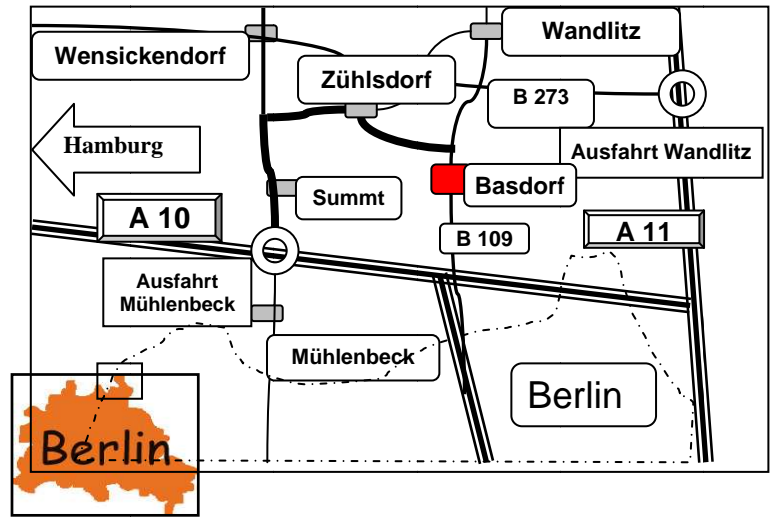 Wandlitz
Wensickendorf
Zühlsdorf
B 273
Hamburg
Ausfahrt Wandlitz
Summt
Basdorf
A 10
A 11
B 109
Ausfahrt
Mühlenbeck
Mühlenbeck
Berlin
Berlin